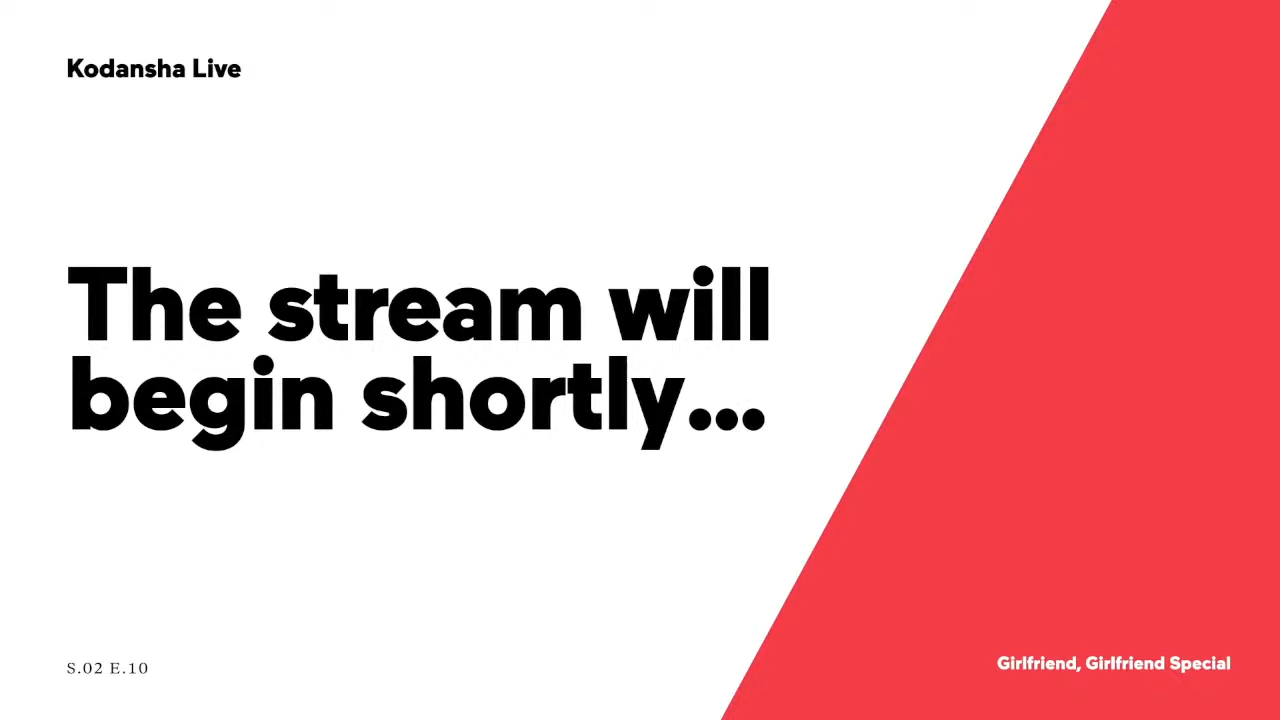 Kodansha Live
The stream will
begin shortly...
S.02 E.10
Girlfriend, Girlfriend Special